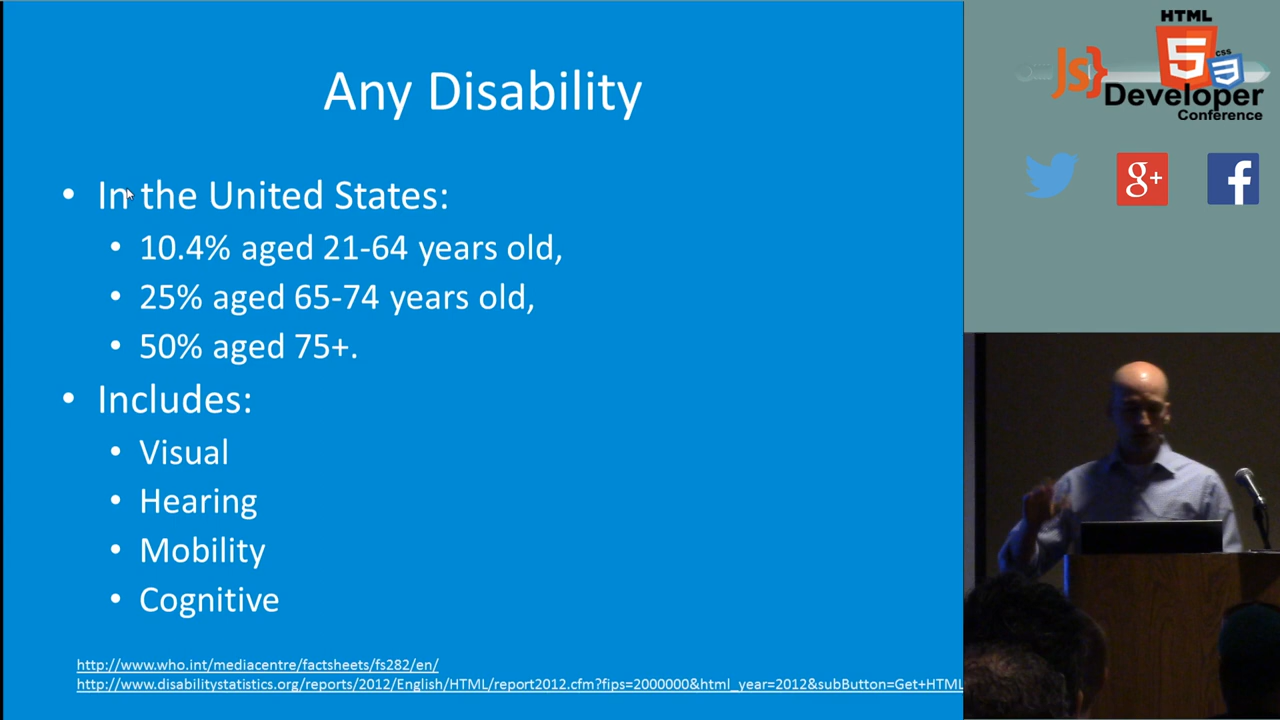 Any Disability
• In the United States:
• 10.4% aged 21-64 years old,
• 25% aged 65-74 years old,
• 50% aged 75+.
• Includes:
• Visual
• Hearing
• Mobility
• Cognitive
http://www.who.int/mediacentre/factsheets/fs282/en/
http://www.disabilitystatistics.org/reports/2012/English/HTML/report2012.cfm?fips=2000000&html_year=2012&subButton=Get+HTML
HTML
5
css
3
JS}
Developer
Conference
g+
f